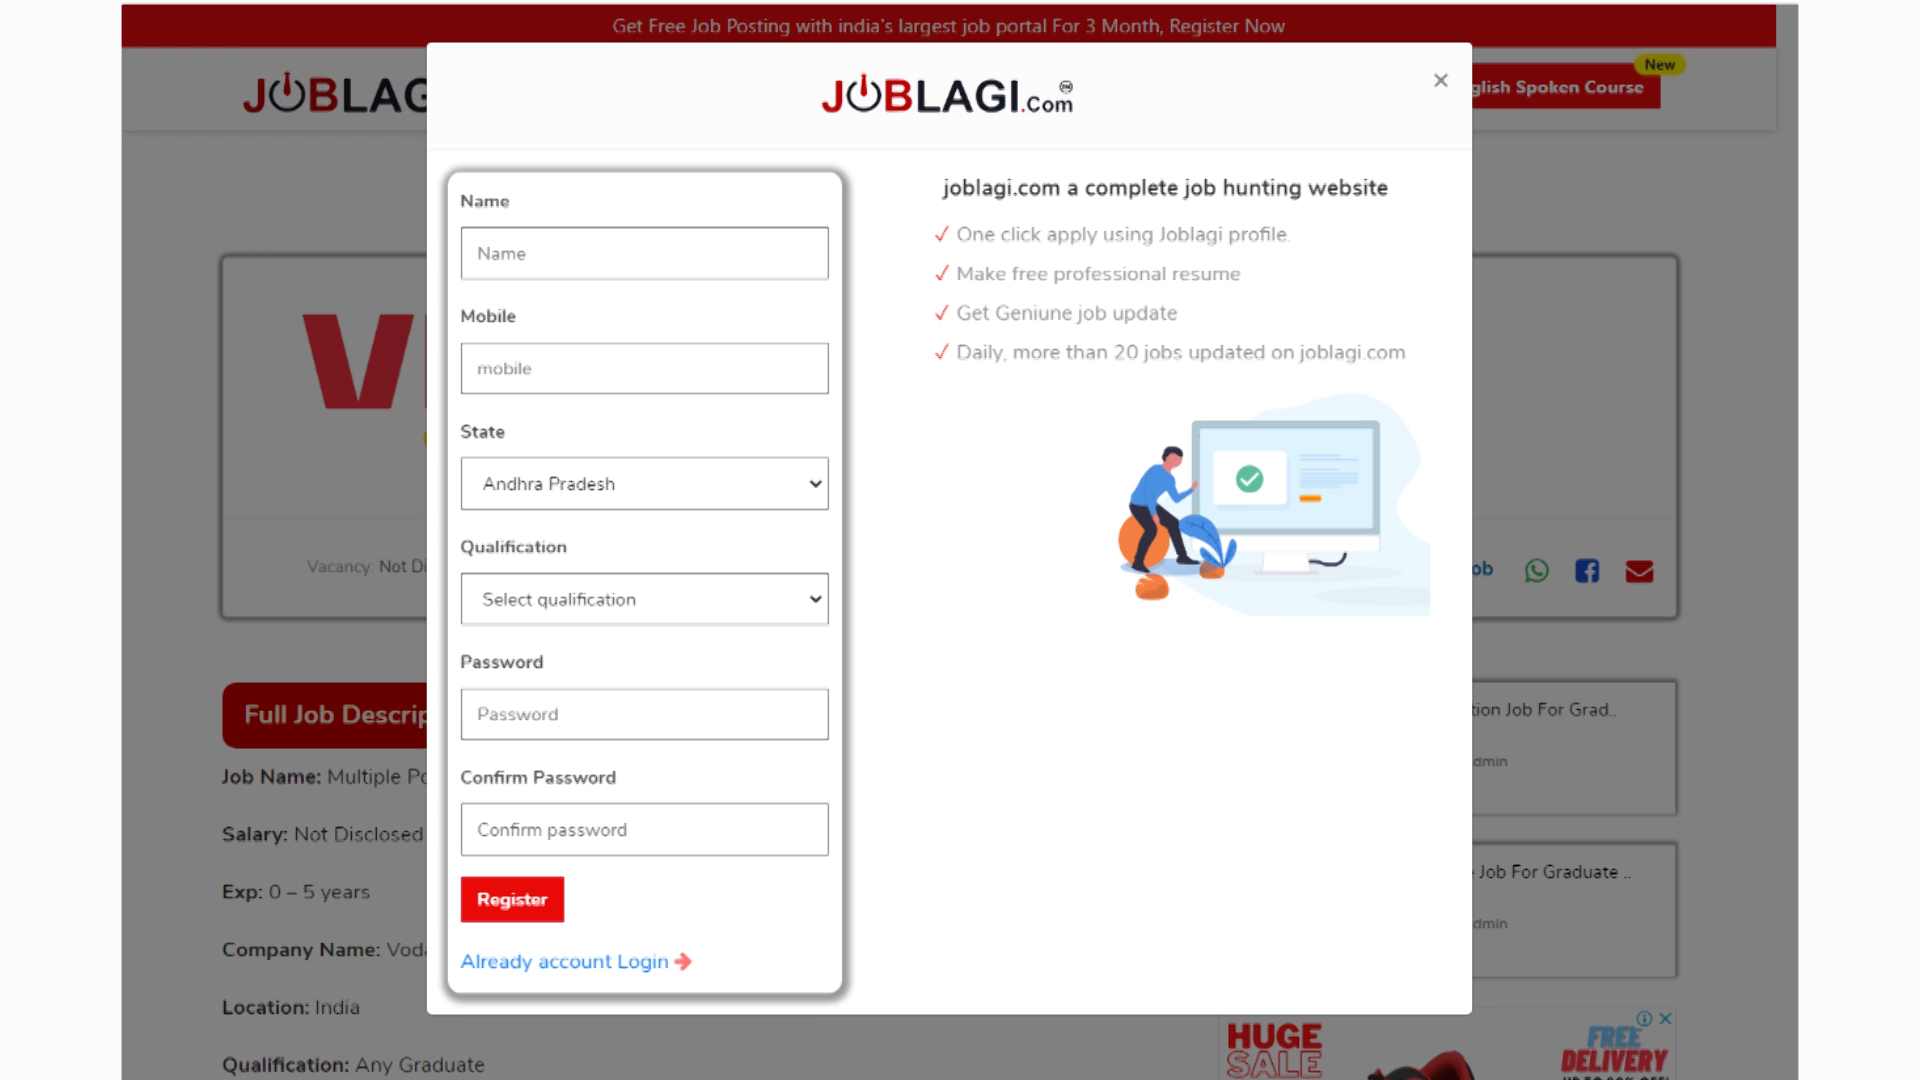 Get Free Job Posting with india's largest job portal For 3 Month, Register Now
JOBLAG
JOBLAGI.com
×
New
glish Spoken Course
Name
Name
Mobile
mobile
State
Andhra Pradesh
Qualification
Select qualification
Password
Password
Confirm Password
Confirm password
Register
Already account Login
joblagi.com a complete job hunting website
One click apply using Joblagi profile.
Make free professional resume
Get Geniune job update
Daily, more than 20 jobs updated on joblagi.com
V
Vacancy: Not Di
ob
Full Job Descrip
Job Name: Multiple Po
Salary: Not Disclosed
Exp: 0 – 5 years
Company Name: Voda
Location: India
Qualification: Any Graduate
tion Job For Grad..
dmin
Job For Graduate ..
dmin
HUGE
SALE
FREE
DELIVERY